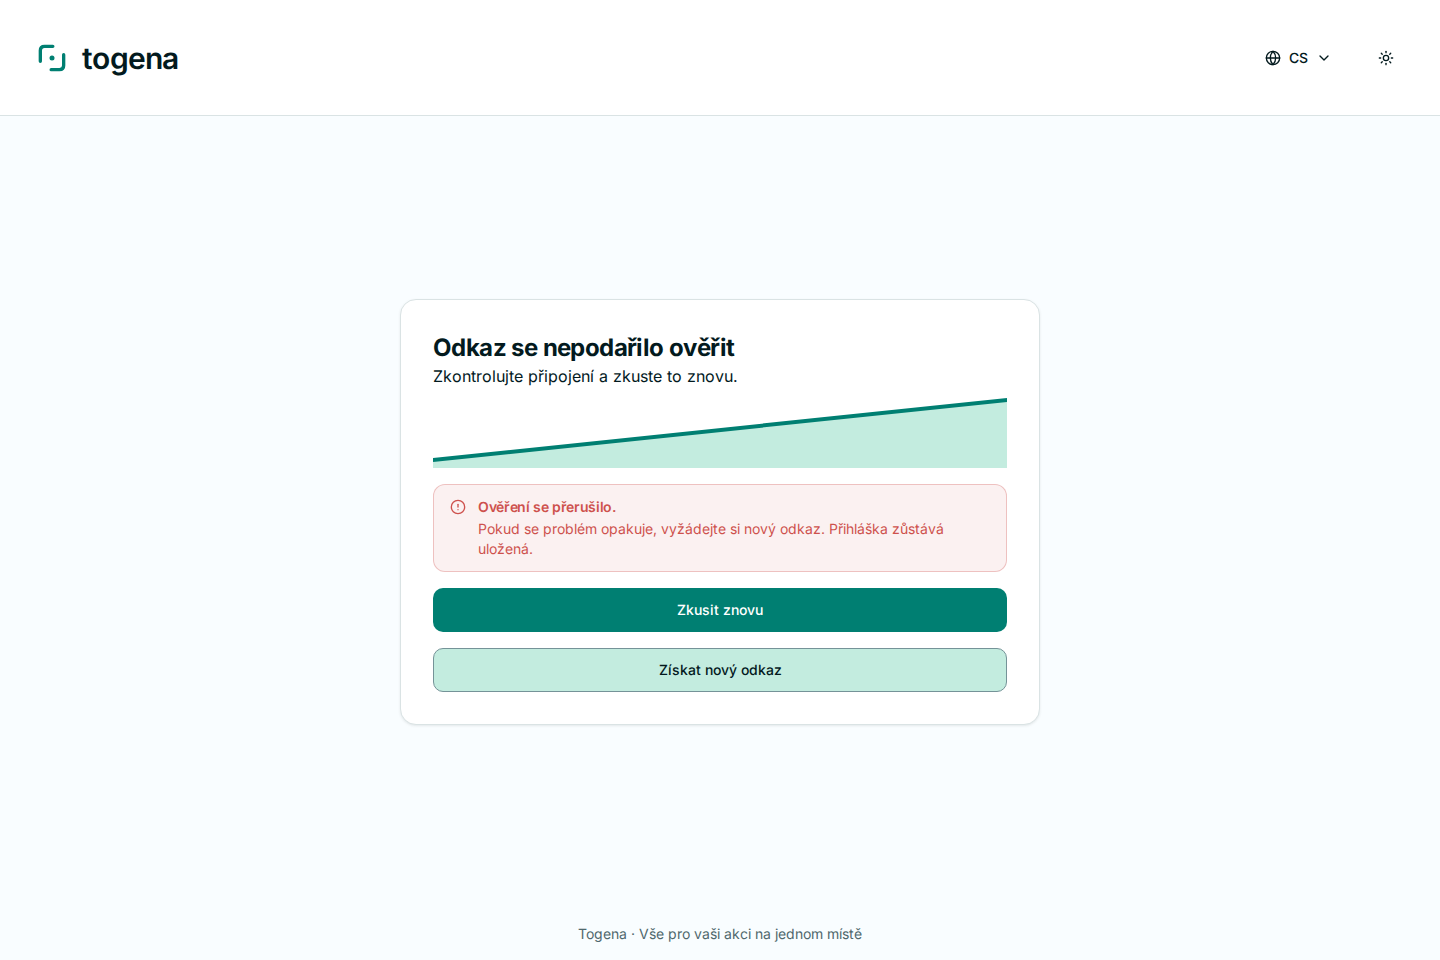 togena
CS
Odkaz se nepodařilo ověřit
Zkontrolujte připojení a zkuste to znovu.
Ověření se přerušilo.
Pokud se problém opakuje, vyžádejte si nový odkaz. Přihláška zůstává
uložená.
Zkusit znovu
Získat nový odkaz
Togena · Vše pro vaši akci na jednom místě